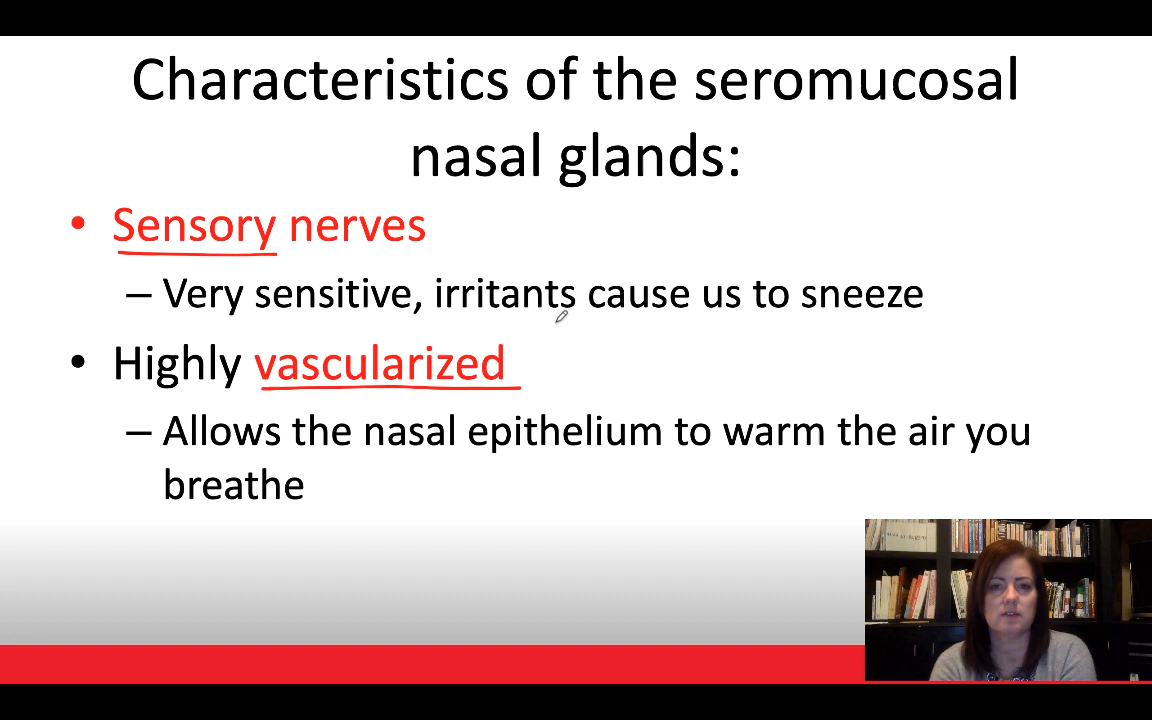 Characteristics of the seromucosal
nasal glands:
• Sensory nerves
– Very sensitive, irritants cause us to sneeze
• Highly vascularized
– Allows the nasal epithelium to warm the air you
breathe